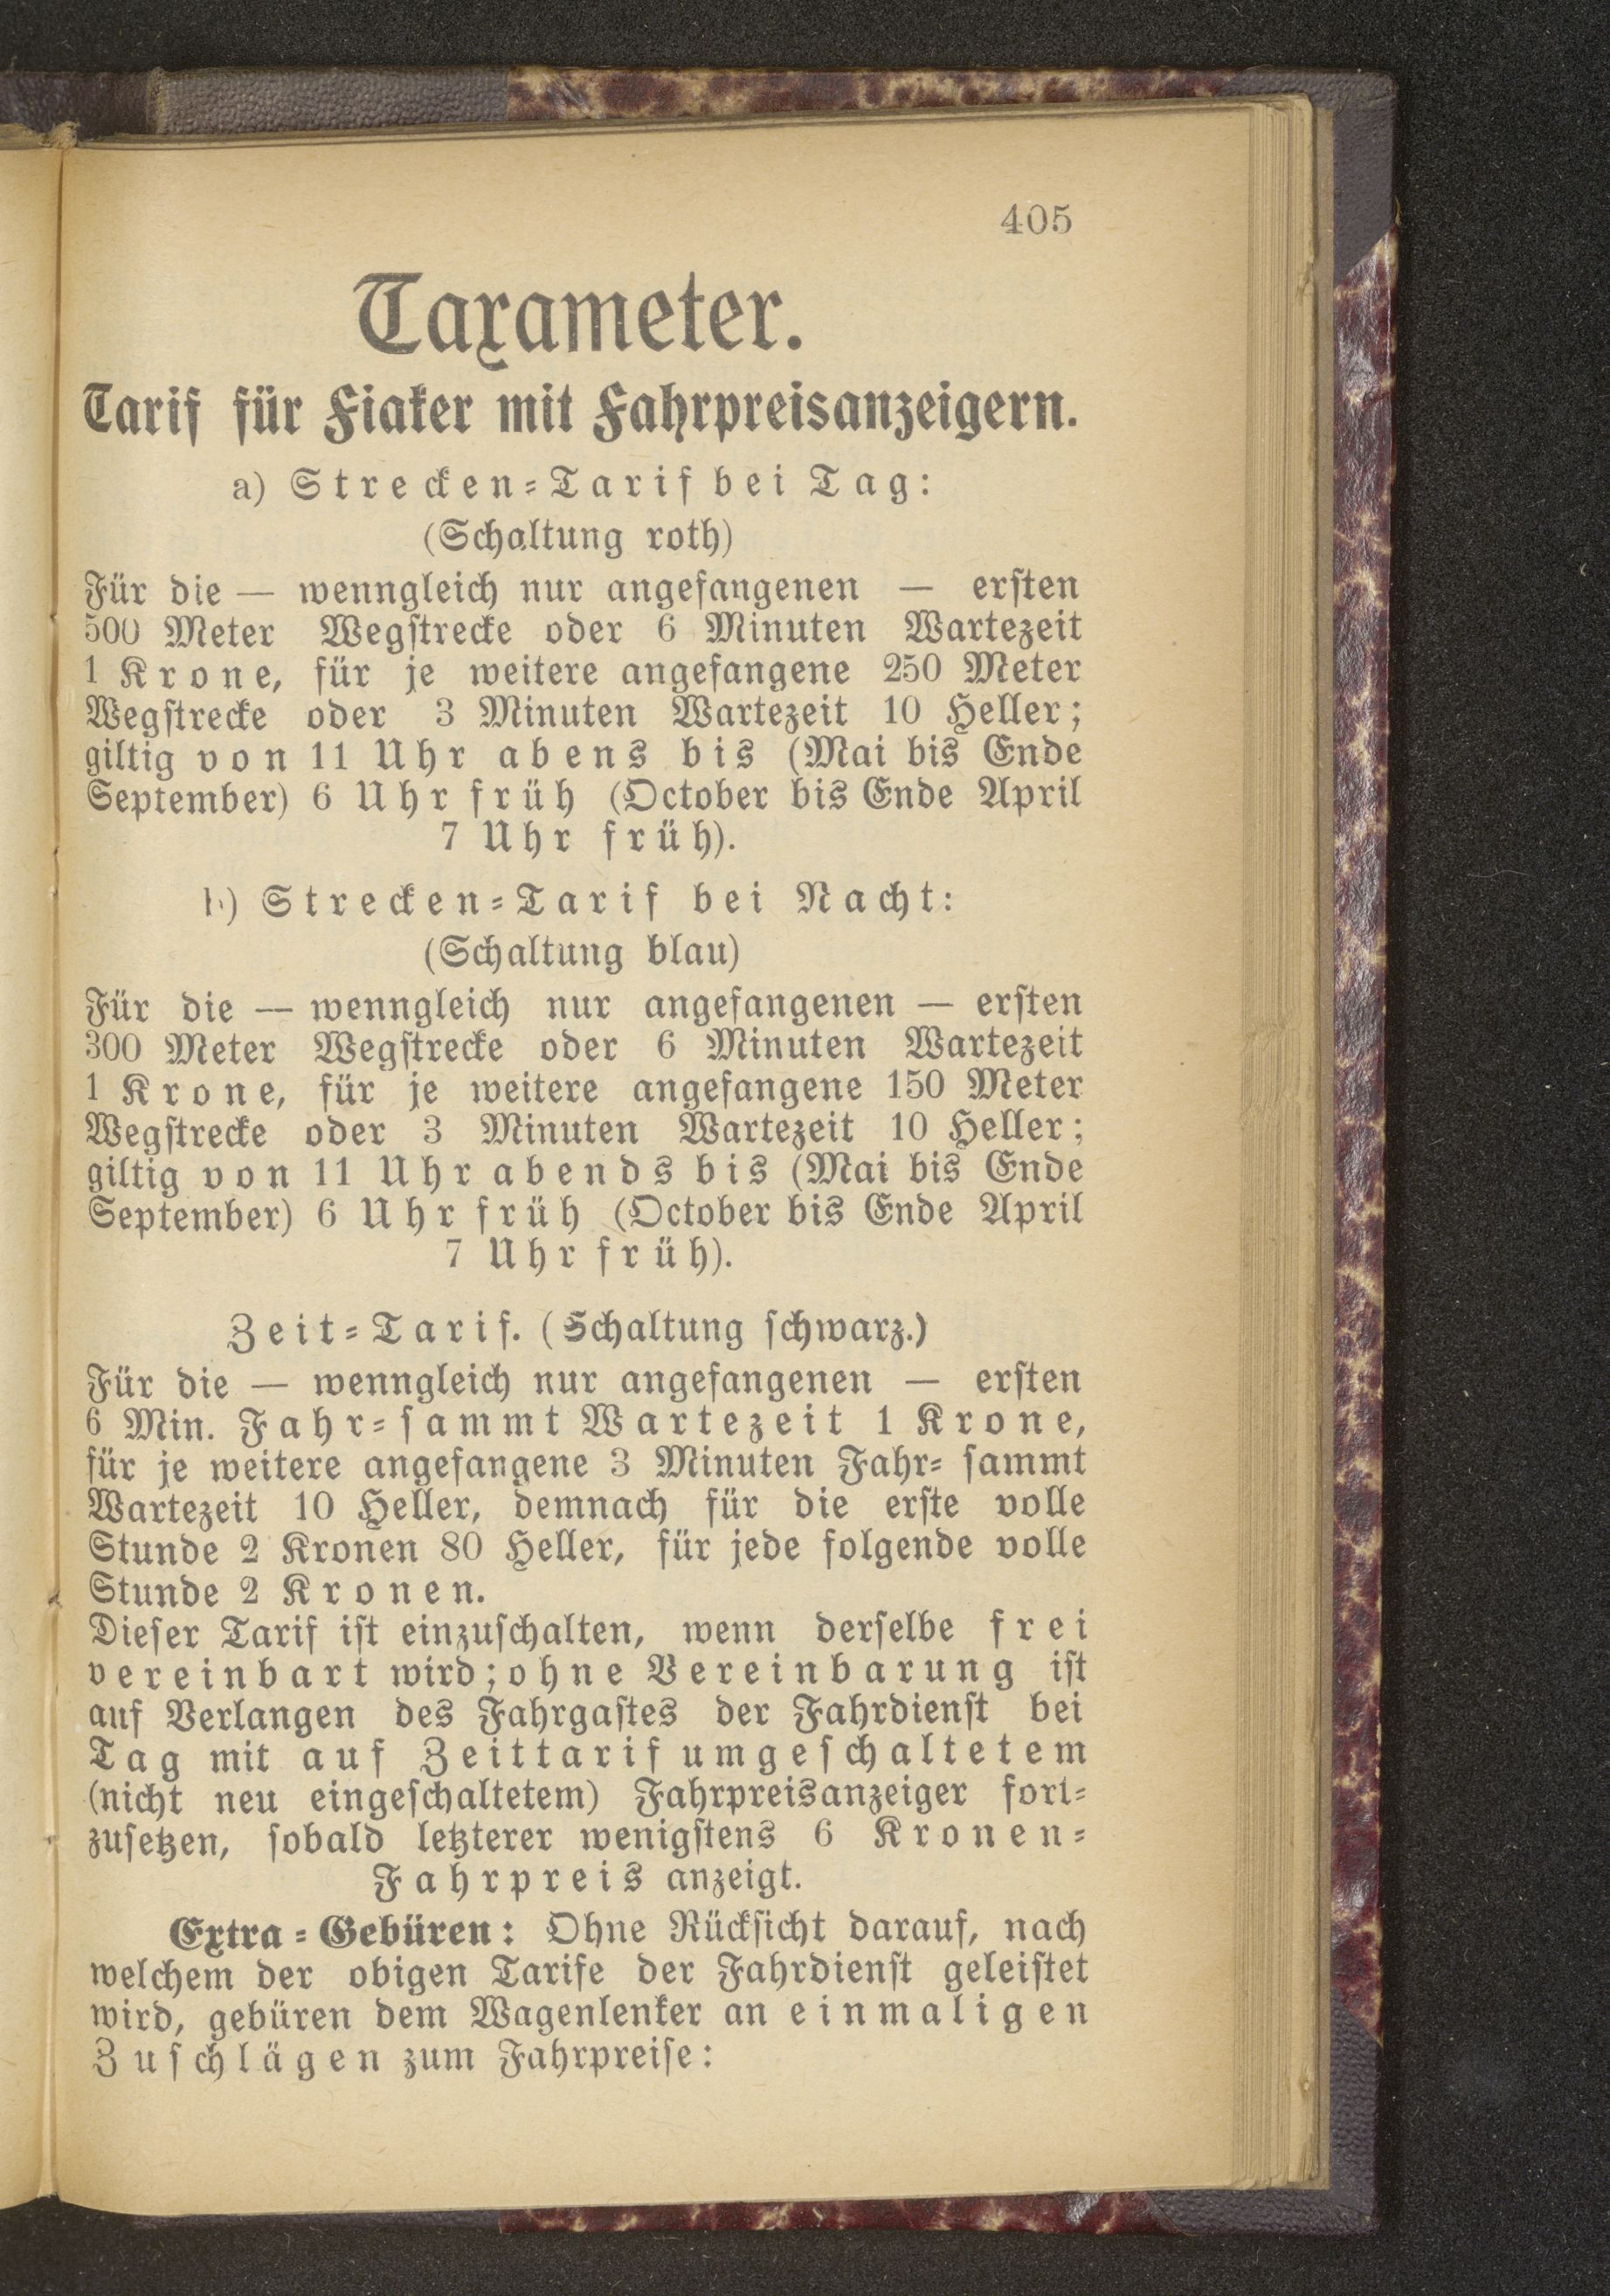 405
Taxameter.
Tarif für Fiaker mit Fahrpreisanzeigern.
a) Strecken-Tarif bei Tag:
(Schaltung roth)
Für die — wenngleich nur angefangenen — ersten
500 Meter Wegstrecke oder 6 Minuten Wartezeit
1 Krone, für je weitere angefangene 250 Meter
Wegstrecke oder 3 Minuten Wartezeit 10 Heller;
giltig von 11 Uhr abens bis (Mai bis Ende
September) 6 Uhr früh (October bis Ende April
7 Uhr früh).
b) Strecken-Tarif bei Nacht:
(Schaltung blau)
Für die — wenngleich nur angefangenen — ersten
300 Meter Wegstrecke oder 6 Minuten Wartezeit
1 Krone, für je weitere angefangene 150 Meter
Wegstrecke oder 3 Minuten Wartezeit 10 Heller;
giltig von 11 Uhr abends bis (Mai bis Ende
September) 6 Uhr früh (October bis Ende April
7 Uhr früh).
Zeit-Tarif. (Schaltung schwarz.)
Für die — wenngleich nur angefangenen — ersten
6 Min. Fahr-sammt Wartezeit 1 Krone,
für je weitere angefangene 3 Minuten Fahr- sammt
Wartezeit 10 Heller, demnach für die erste volle
Stunde 2 Kronen 80 Heller, für jede folgende volle
Stunde 2 Kronen.
Dieser Tarif ist einzuschalten, wenn derselbe frei
vereinbart wird; ohne Vereinbarung ist
auf Verlangen des Fahrgastes der Fahrdienst bei
Tag mit auf Zeittarif umgeschaltetem
(nicht neu eingeschaltetem) Fahrpreisanzeiger fort-
zusetzen, sobald letzterer wenigstens 6 Kronen-
Fahrpreis anzeigt.
Extra-Gebüren: Ohne Rücksicht darauf, nach
welchem der obigen Tarife der Fahrdienst geleistet
wird, gebüren dem Wagenlenker an einmaligen
Zuschlägen zum Fahrpreise: